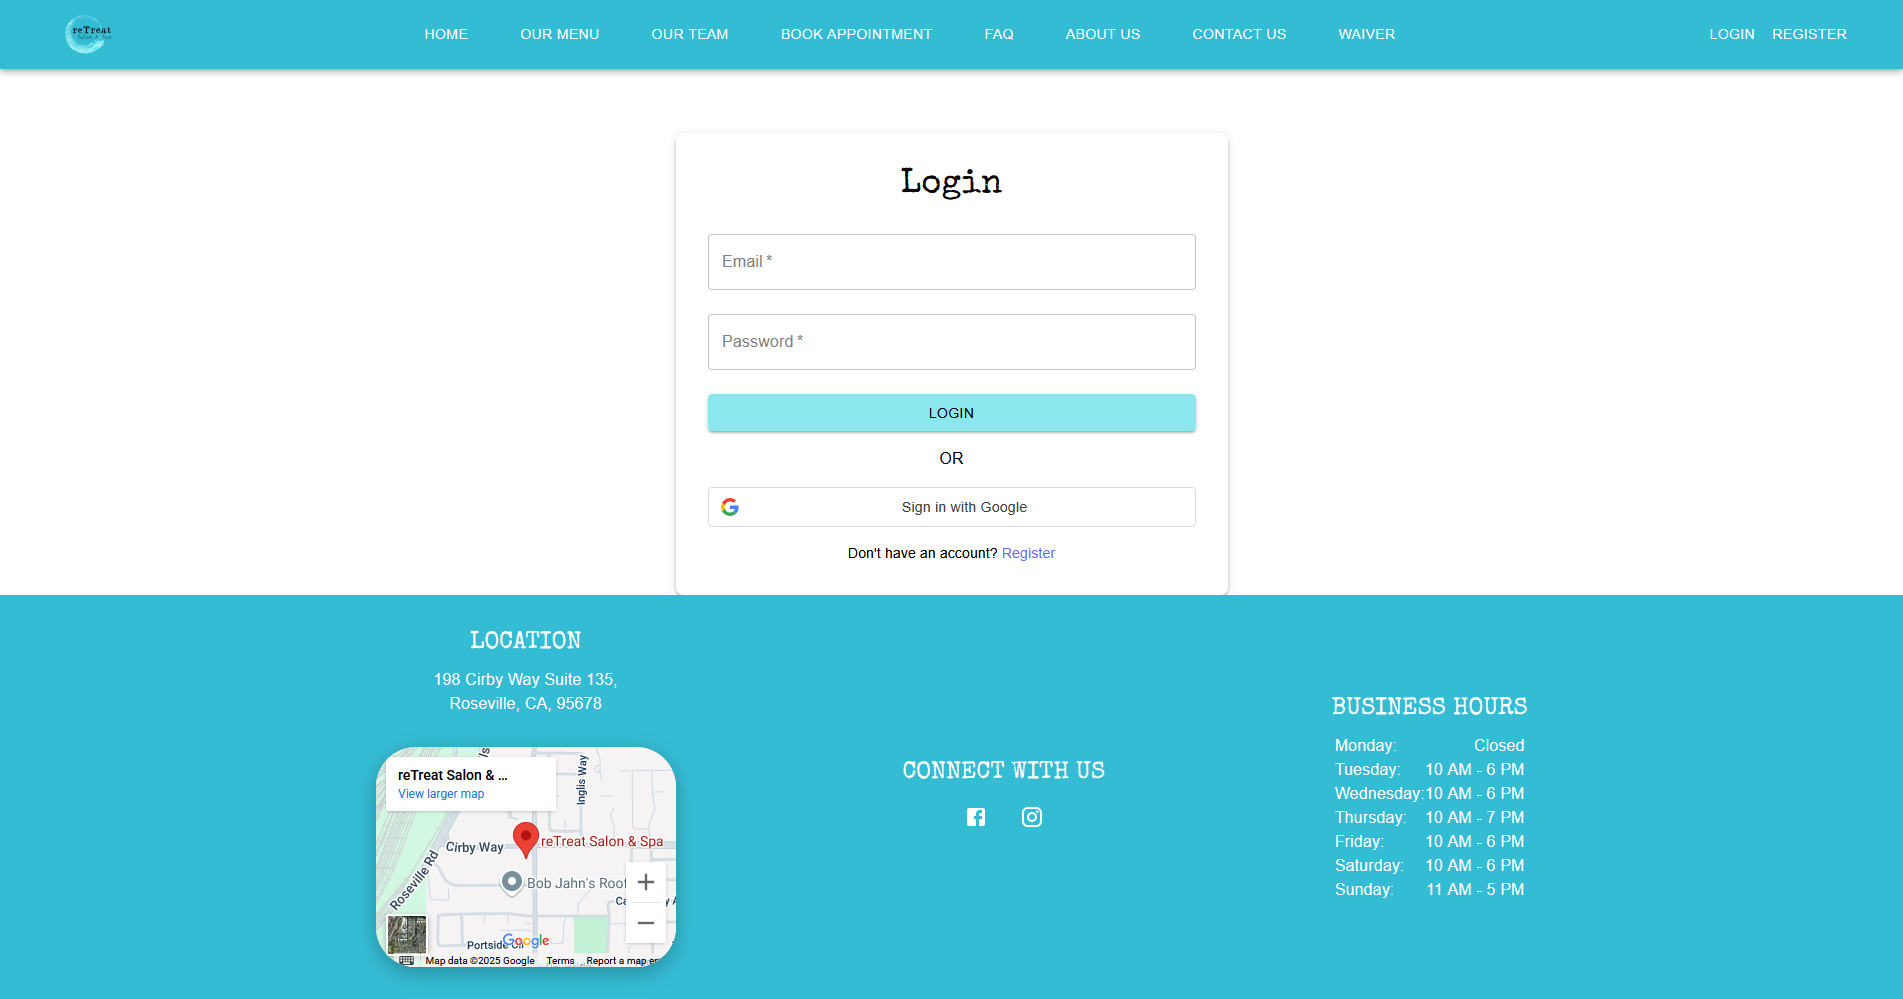 reTreat
Salon & Spa
HOME
OUR MENU
OUR TEAM
BOOK APPOINTMENT
FAQ
ABOUT US
CONTACT US
WAIVER
LOGIN
REGISTER
Login
Email *
Password *
LOGIN
OR
Sign in with Google
Don't have an account? Register
LOCATION
198 Cirby Way Suite 135,
Roseville, CA, 95678
reTreat Salon & ...
View larger map
Inglis Way
Cirby Way
reTreat Salon & Spa
Roseville Rd
Bob Jahn's Roof
Portside Cir
Google
Map data ©2025 Google
Terms
Report a map er
CONNECT WITH US
BUSINESS HOURS
Monday: Closed
Tuesday: 10 AM - 6 PM
Wednesday: 10 AM - 6 PM
Thursday: 10 AM - 7 PM
Friday: 10 AM - 6 PM
Saturday: 10 AM - 6 PM
Sunday: 11 AM - 5 PM